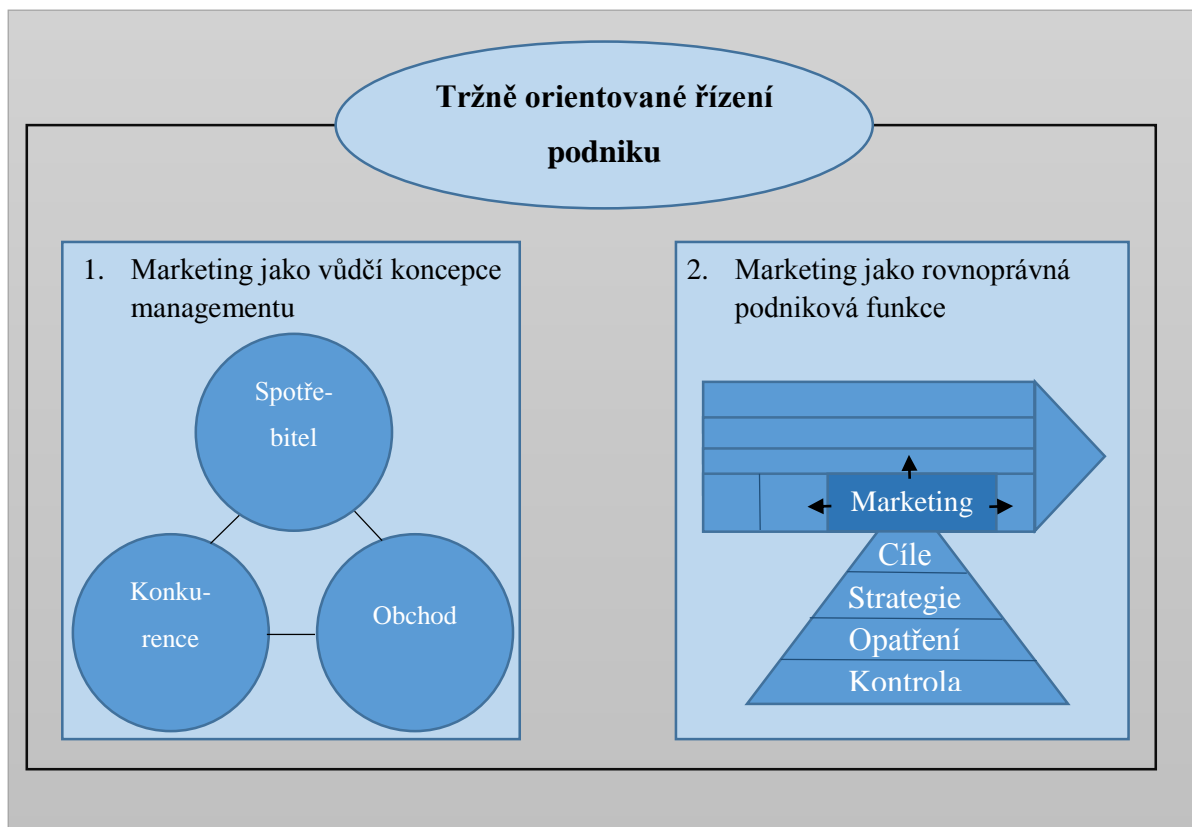 Tržně orientované řízení
podniku
1. Marketing jako vůdčí koncepce
managementu
Spotře-
bitel
Konku-
rence
Obchod
2. Marketing jako rovnoprávná
podniková funkce
Marketing
Cíle
Strategie
Opatření
Kontrola